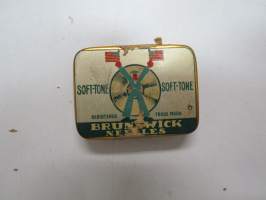 SOFT-TONE SOFT-TONE
REGISTERED TRADE MARK
BRUNSWICK
NEEDLES